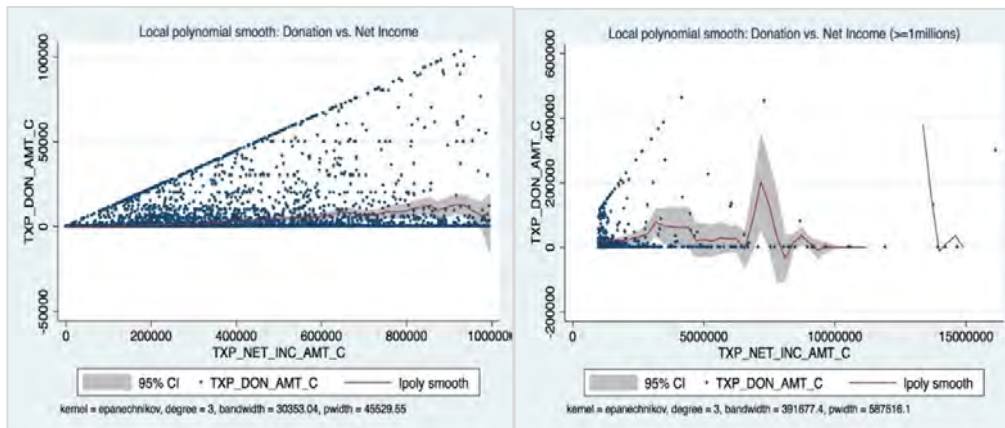 Local polynomial smooth: Donation vs. Net Income
TXP_DON_AMT_C
100000
50000
0
-50000
0 200000 400000 600000 800000
TXP_NET_INC_AMT_C
95% CI TXP_DON_AMT_C lpoly smooth
kernel = epanechnikov, degree = 3, bandwidth = 30353.04, pwidth = 45529.55
Local polynomial smooth: Donation vs. Net Income (>=1millions)
TXP_DON_AMT_C
600000
400000
200000
0
-200000
0 5000000 10000000 15000000
TXP_NET_INC_AMT_C
95% CI TXP_DON_AMT_C lpoly smooth
kernel = epanechnikov, degree = 3, bandwidth = 391677.4, pwidth = 587516.1